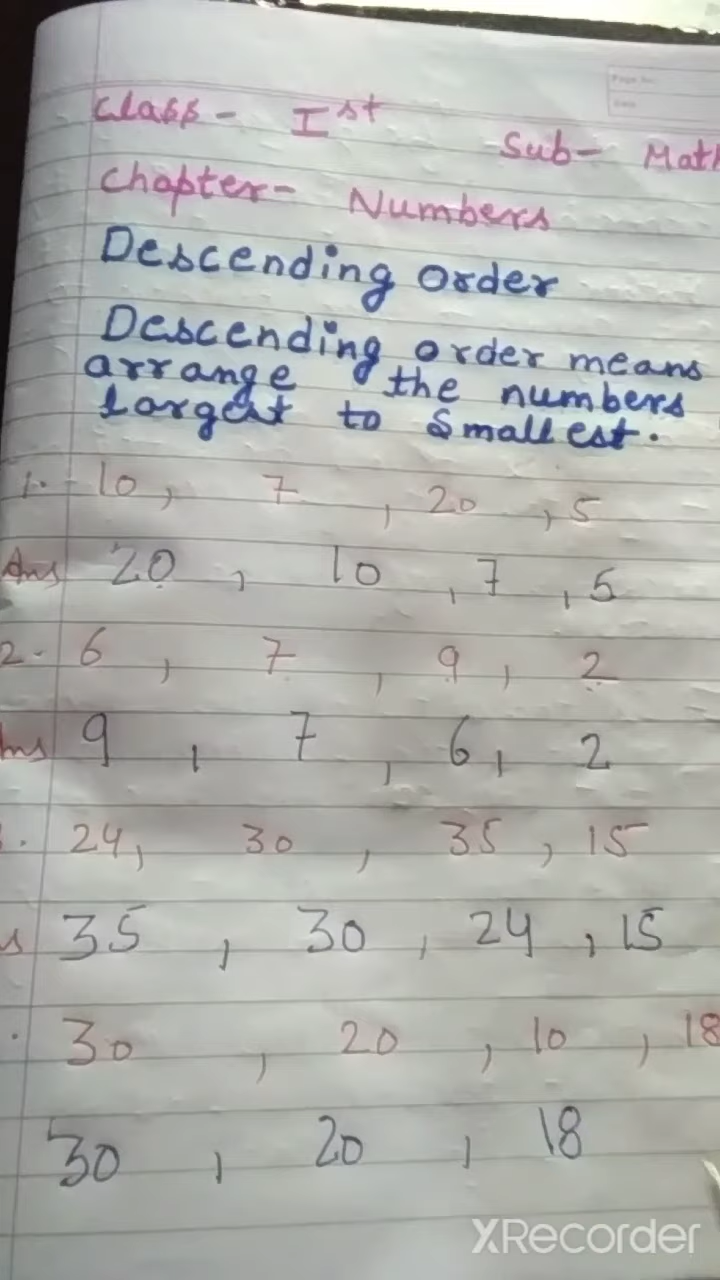 Class - Ist
Sub - Math
Chapter - Numbers
Descending order
Descending order means
arrange the numbers
largest to smallest.
1. 10, 7, 20, 5
Ans 20, 10, 7, 5
2. 6, 7, 9, 2
Ans 9, 7, 6, 2
24, 30, 35, 15
35, 30, 24, 15
30, 20, 10, 18
30, 20, 18
XRecorder